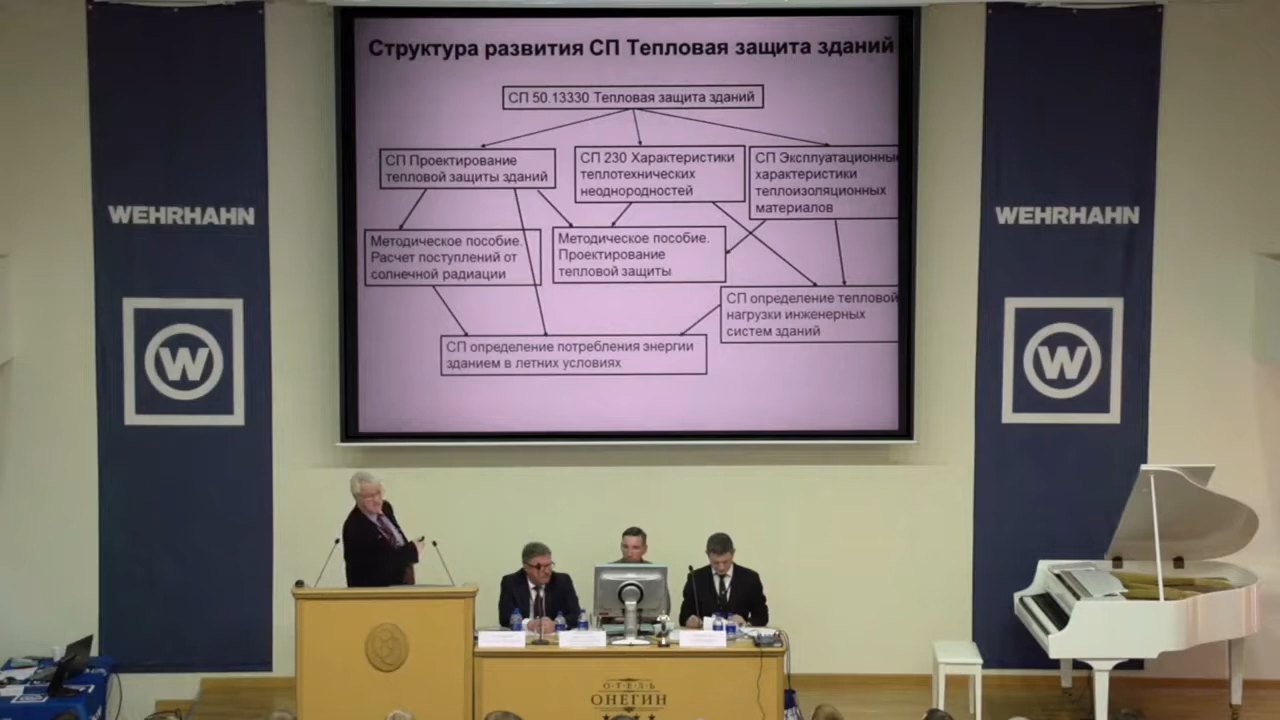 Структура развития СП Тепловая защита зданий
СП 50.13330 Тепловая защита зданий
СП Проектирование
тепловой защиты зданий
СП 230 Характеристики
теплотехнических
неоднородностей
СП Эксплуатационны
характеристики
теплоизоляционных
материалов
Методическое пособие.
Расчет поступлений от
солнечной радиации
Методическое пособие.
Проектирование
тепловой защиты
СП определение тепловой
нагрузки инженерных
систем зданий
СП определение потребления энергии
зданием в летних условиях
WEHRHAHN
W
WEHRHAHN
W
ОТЕЛЬ
ОНЕГИН